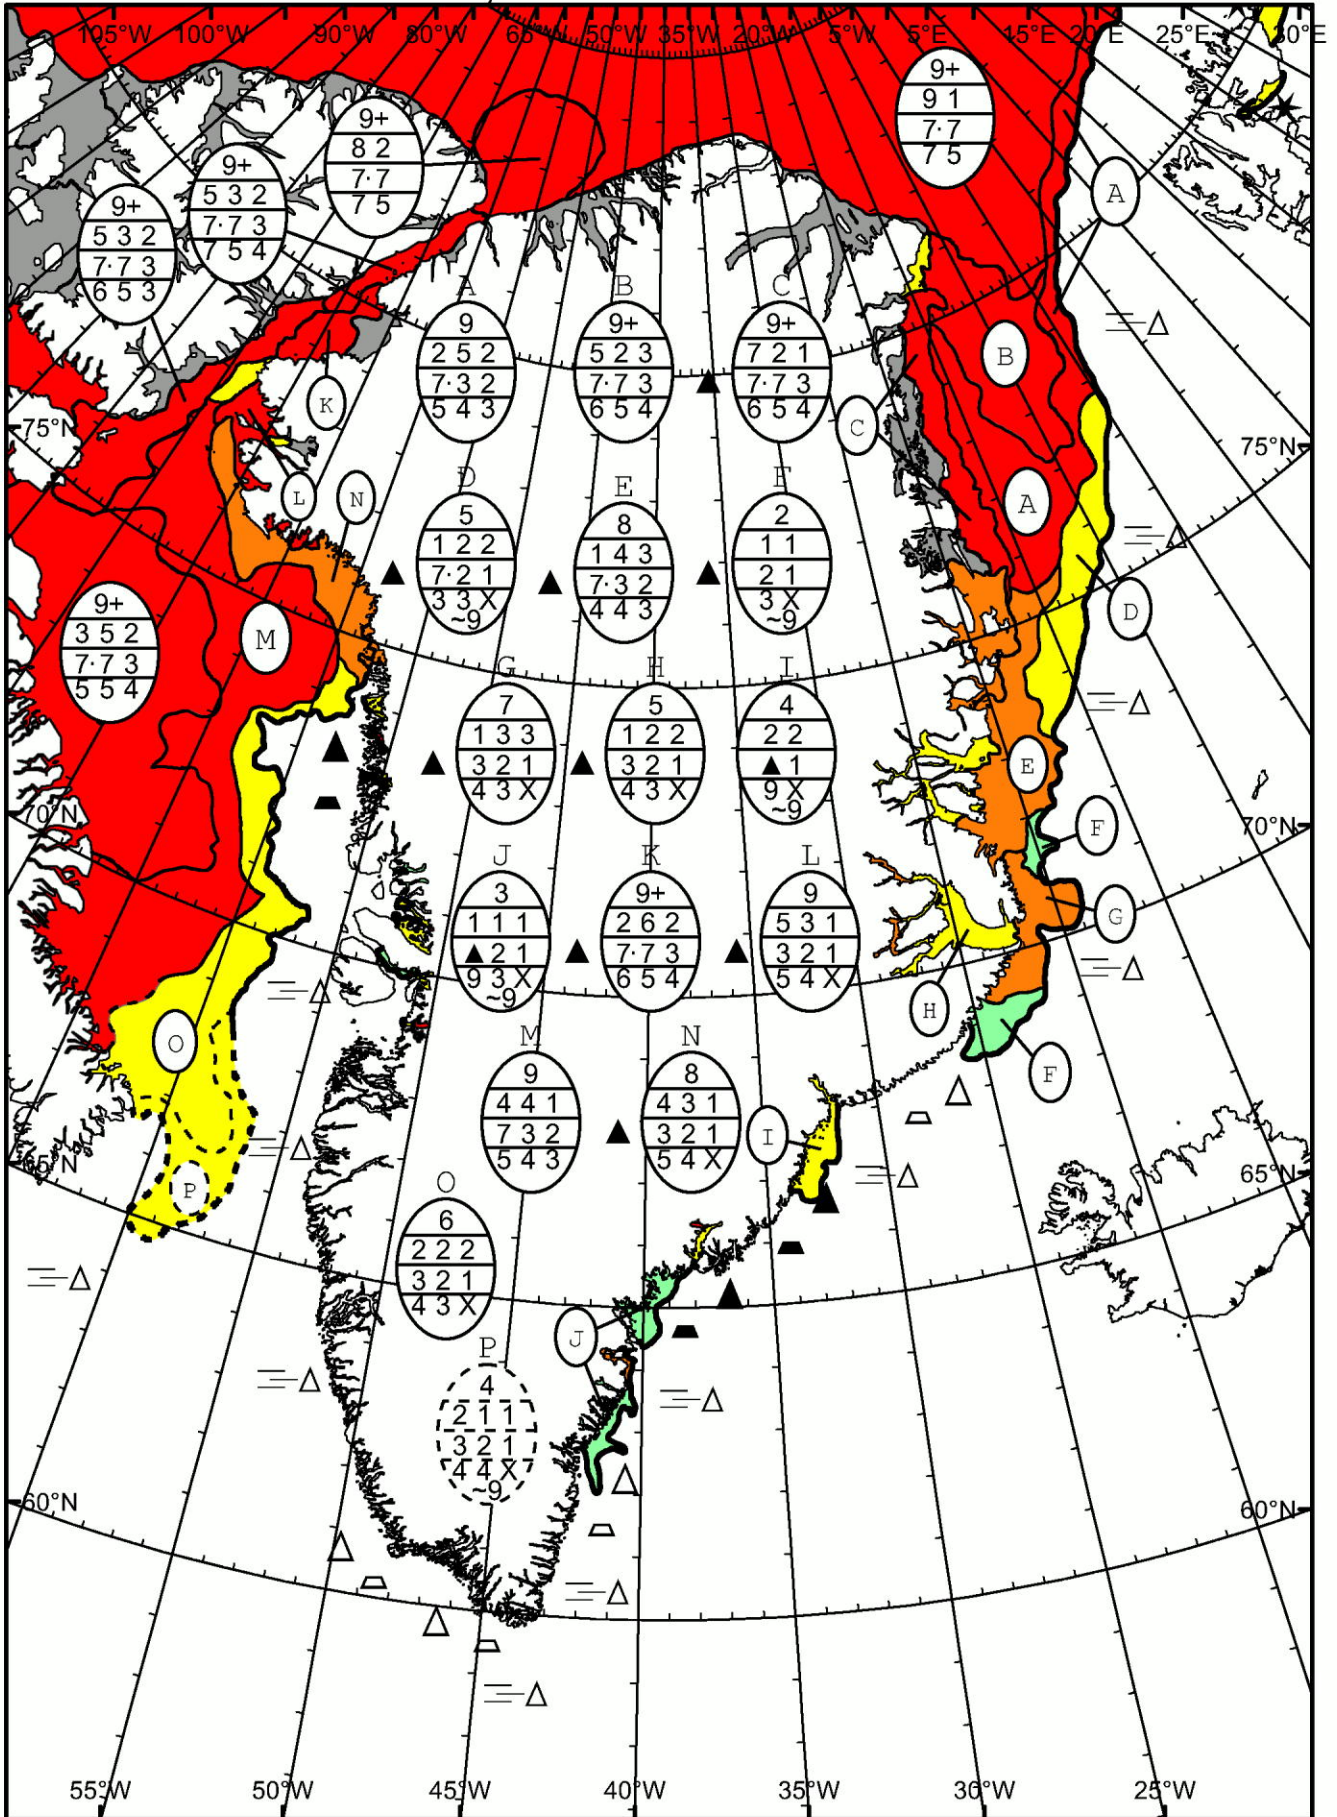 105°W 100°W 90°W 80°W 65°W 50°W 35°W 20°W 5°W 5°E 15°E 20°E 25°E 30°E
9+
9 1
7·7
7 5
9+
8 2
7·7
7 5
9+
5 3 2
7·7 3
7 5 4
9+
5 3 2
7·7 3
6 5 3
A
A
9
2 5 2
7·3 2
5 4 3
B
9+
5 2 3
7·7 3
6 5 4
C
9+
7 2 1
7·7 3
6 5 4
B
K
C
75°N
75°N
L
N
A
D
5
1 2 2
7·2 1
3 3 X
~9
E
8
1 4 3
7·3 2
4 4 3
F
2
1 1
2 1
3 X
~9
D
9+
3 5 2
7·7 3
5 5 4
M
G
7
1 3 3
3 2 1
4 3 X
H
5
1 2 2
3 2 1
4 3 X
I
4
2 2
1
9 X
~9
E
70°N
70°N
F
J
3
1 1 1
2 1
9 3 X
~9
K
9+
2 6 2
7·7 3
6 5 4
L
9
5 3 1
3 2 1
5 4 X
G
H
O
F
M
9
4 4 1
7 3 2
5 4 3
N
8
4 3 1
3 2 1
5 4 X
I
65°N
65°N
P
O
6
2 2 2
3 2 1
4 3 X
J
P
4
2 1 1
3 2 1
4 4 X
~9
60°N
60°N
55°W 50°W 45°W 40°W 35°W 30°W 25°W